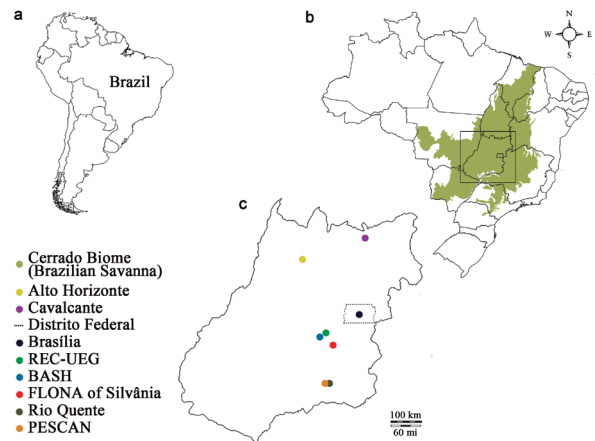 a
Brazil
b
N
W E
S
c
Cerrado Biome
(Brazilian Savanna)
Alto Horizonte
Cavalcante
Distrito Federal
Brasília
REC-UEG
BASH
FLONA of Silvânia
Rio Quente
PESCAN
100 km
60 mi